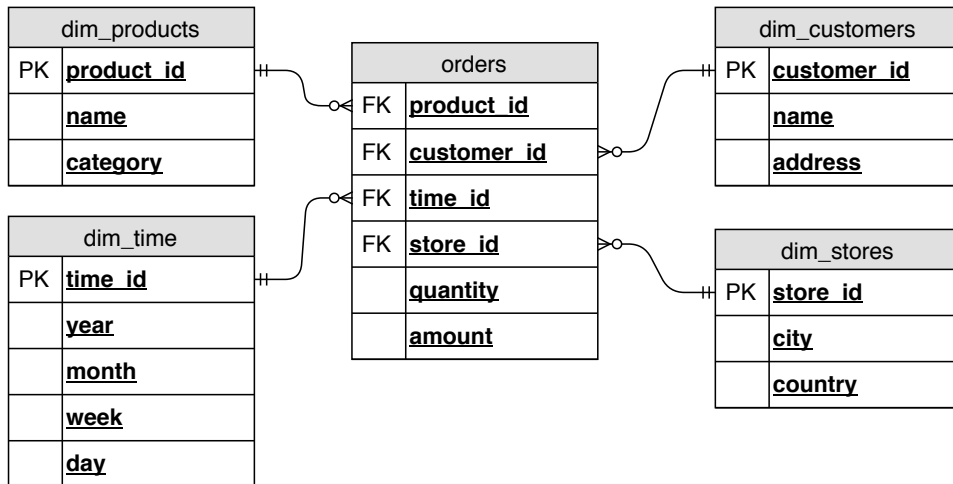 dim_products
PK product_id
name
category
dim_time
PK time_id
year
month
week
day
orders
FK product_id
FK customer_id
FK time_id
FK store_id
quantity
amount
dim_customers
PK customer_id
name
address
dim_stores
PK store_id
city
country